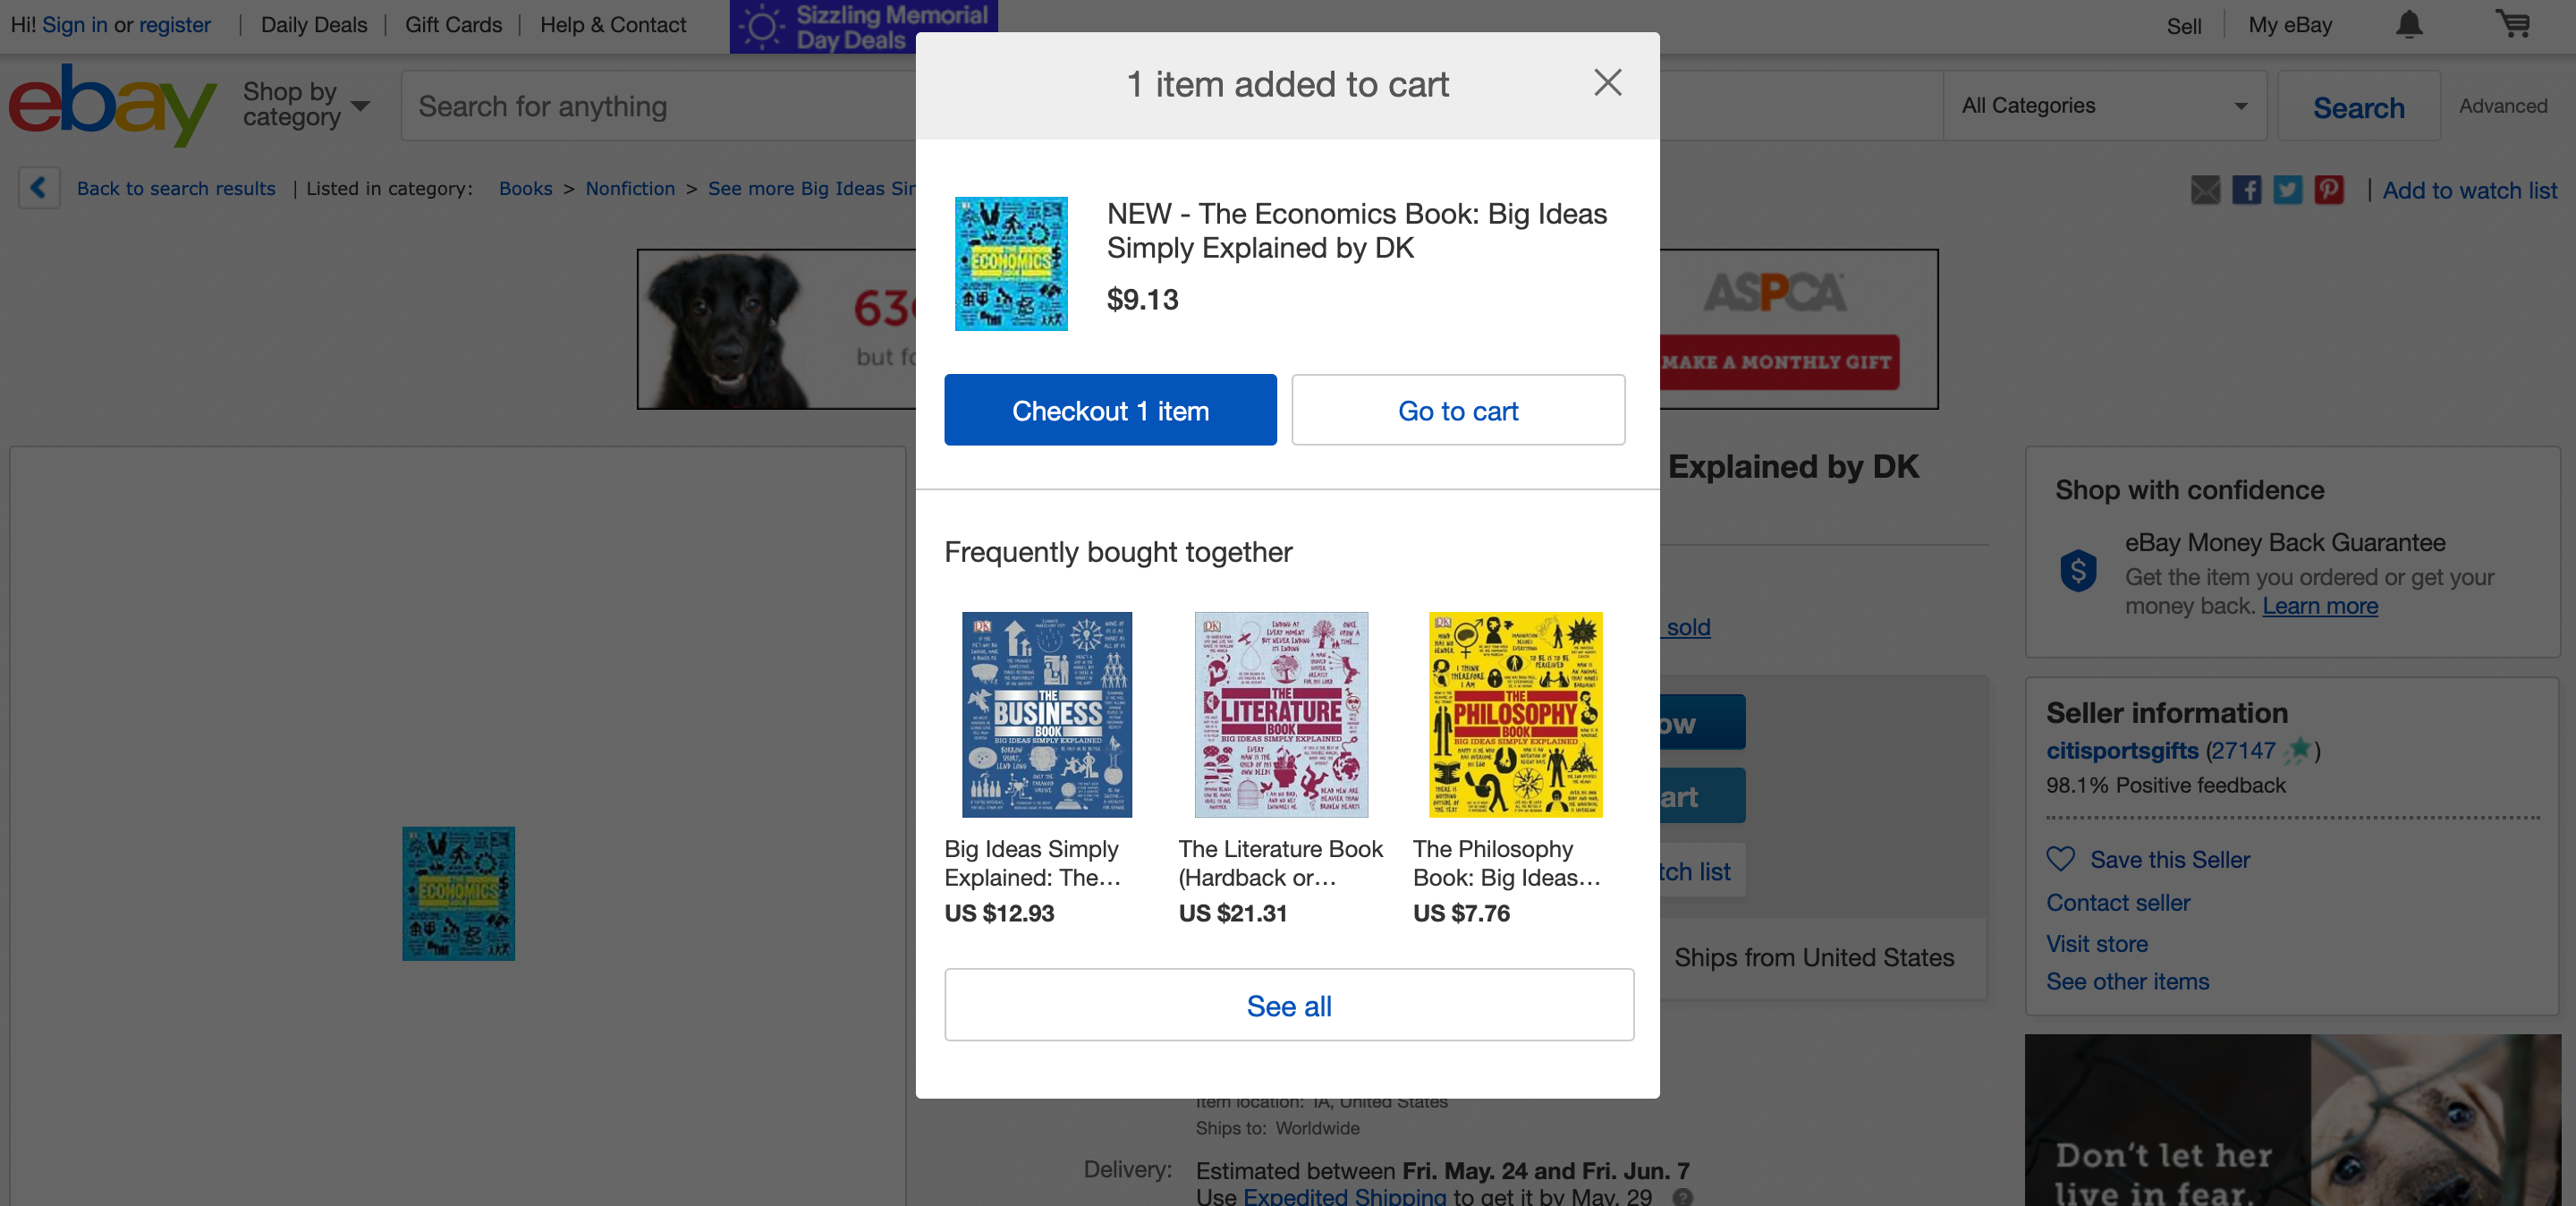 Hi! Sign in or register | Daily Deals | Gift Cards | Help & Contact
Sizzling Memorial
Day Deals
Sell
My eBay
ebay
Shop by
category
Search for anything
All Categories
Search
Advanced
Back to search results | Listed in category: Books > Nonfiction > See more Big Ideas
| Add to watch list
1 item added to cart
NEW - The Economics Book: Big Ideas
Simply Explained by DK
$9.13
Checkout 1 item
Go to cart
ASPCA
MAKE A MONTHLY GIFT
63
but
Explained by DK
sold
Ships from United States
Frequently bought together
THE
BUSINESS
BOOK
BIG IDEAS SIMPLY EXPLAINED
THE
LITERATURE
BOOK
BIG IDEAS SIMPLY EXPLAINED
THE
PHILOSOPHY
BOOK
BIG IDEAS SIMPLY EXPLAINED
Big Ideas Simply
Explained: The...
US $12.93
The Literature Book
(Hardback or...
US $21.31
The Philosophy
Book: Big Ideas...
US $7.76
See all
ECONOMICS
Item location: IA, United States
Ships to: Worldwide
Delivery:
Estimated between Fri. May. 24 and Fri. Jun. 7
Use Expedited Shipping to get it by May. 29
Shop with confidence
eBay Money Back Guarantee
Get the item you ordered or get your
money back. Learn more
Seller information
citisportsgifts (27147)
98.1% Positive feedback
Save this Seller
Contact seller
Visit store
See other items
Don't let her
live in fear.